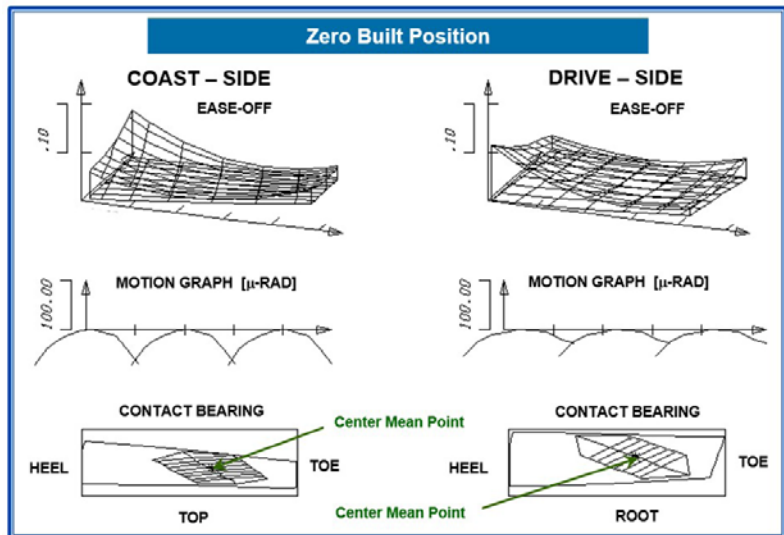 Zero Built Position
COAST – SIDE
EASE-OFF
.10
MOTION GRAPH [µ-RAD]
100.00
CONTACT BEARING
HEEL
TOE
TOP
DRIVE – SIDE
EASE-OFF
.10
MOTION GRAPH [µ-RAD]
100.00
CONTACT BEARING
HEEL
TOE
ROOT
Center Mean Point
Center Mean Point